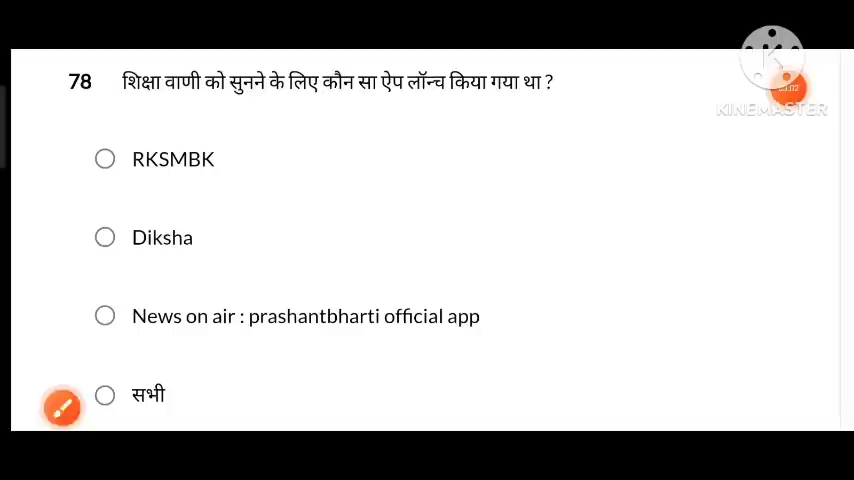 78 शिक्षा वाणी को सुनने के लिए कौन सा ऐप लॉन्च किया गया था ?
KINEMASTER
RKSMBK
Diksha
News on air : prashantbharti official app
सभी